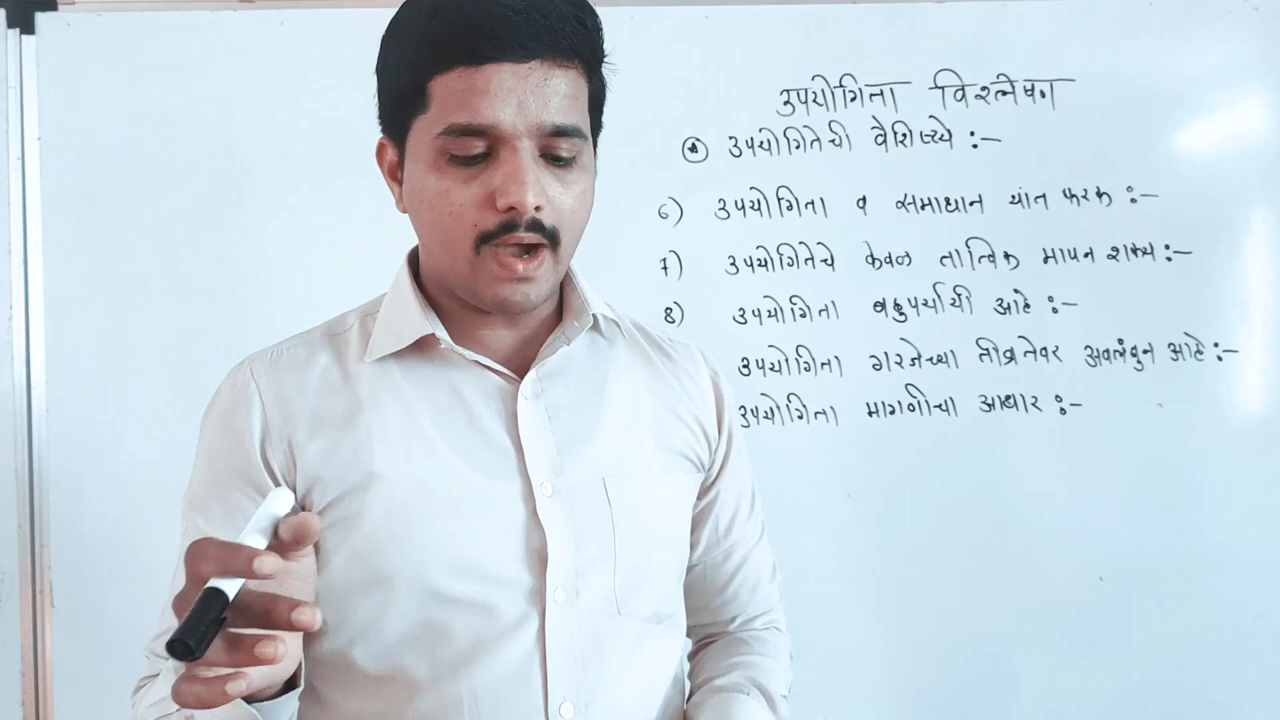 उपयोगिता विश्लेषण
उपयोगितेची वैशिष्ट्ये :-
6) उपयोगिता व समाधान यांत फरक :-
7) उपयोगितेचे केवळ तात्विक मापन शक्य :-
8) उपयोगिता बहुपर्यायी आहे :-
उपयोगिता गरजेच्या तीव्रतेवर अवलंबुन आहे :-
उपयोगिता मागणीचा आधार :-